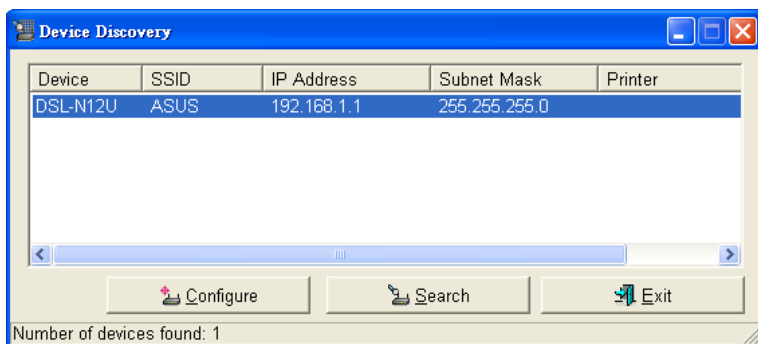 Device Discovery
Device SSID IP Address Subnet Mask Printer
DSL-N12U ASUS 192.168.1.1 255.255.255.0
Configure Search Exit
Number of devices found: 1